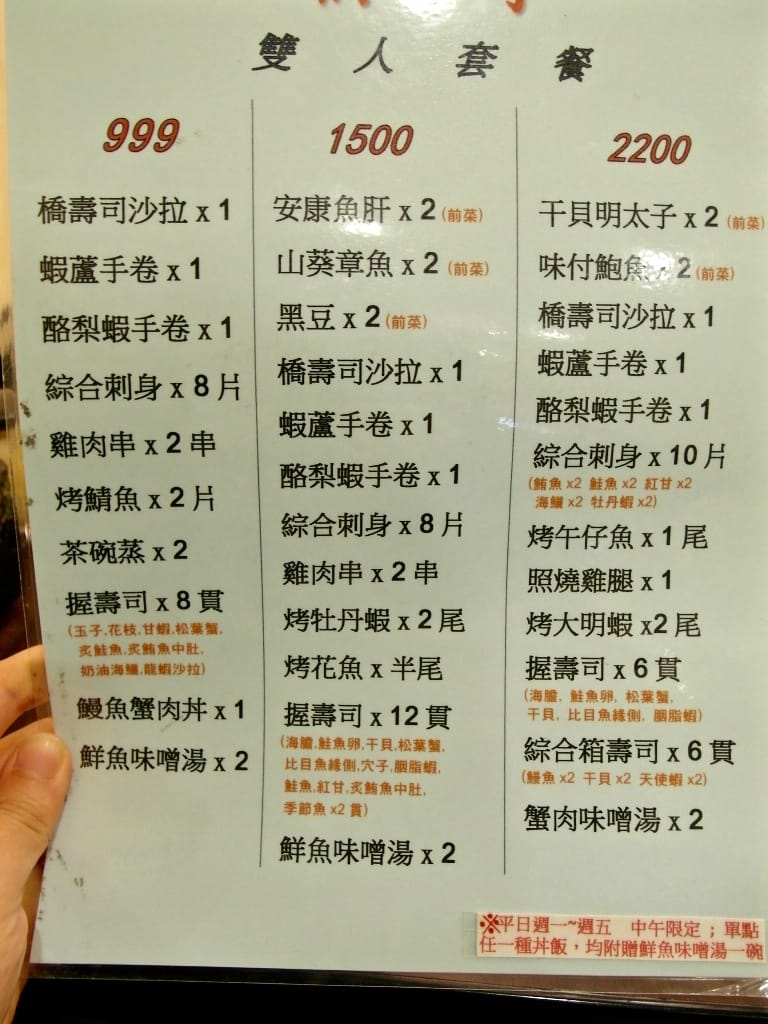 雙人套餐
999
橋壽司沙拉 x 1
蝦蘆手卷 x 1
酪梨蝦手卷 x 1
綜合刺身 x 8 片
雞肉串 x 2 串
烤鯖魚 x 2 片
茶碗蒸 x 2
握壽司 x 8 貫
(玉子,花枝,甘蝦,松葉蟹,
炙鮭魚,炙鮪魚中肚,
奶油海鱺,龍蝦沙拉)
鰻魚蟹肉丼 x 1
鮮魚味噌湯 x 2
1500
安康魚肝 x 2 (前菜)
山葵章魚 x 2 (前菜)
黑豆 x 2 (前菜)
橋壽司沙拉 x 1
蝦蘆手卷 x 1
酪梨蝦手卷 x 1
綜合刺身 x 8 片
雞肉串 x 2 串
烤牡丹蝦 x 2 尾
烤花魚 x 半尾
握壽司 x 12 貫
(海膽,鮭魚卵,干貝,松葉蟹,
比目魚緣側,穴子,胭脂蝦,
鮭魚,紅甘,炙鮪魚中肚,
季節魚 x2 貫)
鮮魚味噌湯 x 2
2200
干貝明太子 x 2 (前菜)
味付鮑魚 x 2 (前菜)
橋壽司沙拉 x 1
蝦蘆手卷 x 1
酪梨蝦手卷 x 1
綜合刺身 x 10 片
(鮪魚 x2 鮭魚 x2 紅甘 x2
海鱺 x2 牡丹蝦 x2)
烤午仔魚 x 1 尾
照燒雞腿 x 1
烤大明蝦 x2 尾
握壽司 x 6 貫
(海膽, 鮭魚卵, 松葉蟹,
干貝, 比目魚緣側, 胭脂蝦)
綜合箱壽司 x 6 貫
(鰻魚 x2 干貝 x2 天使蝦 x2)
蟹肉味噌湯 x 2
※平日週一~週五 中午限定；單點
任一種丼飯，均附贈鮮魚味噌湯一碗